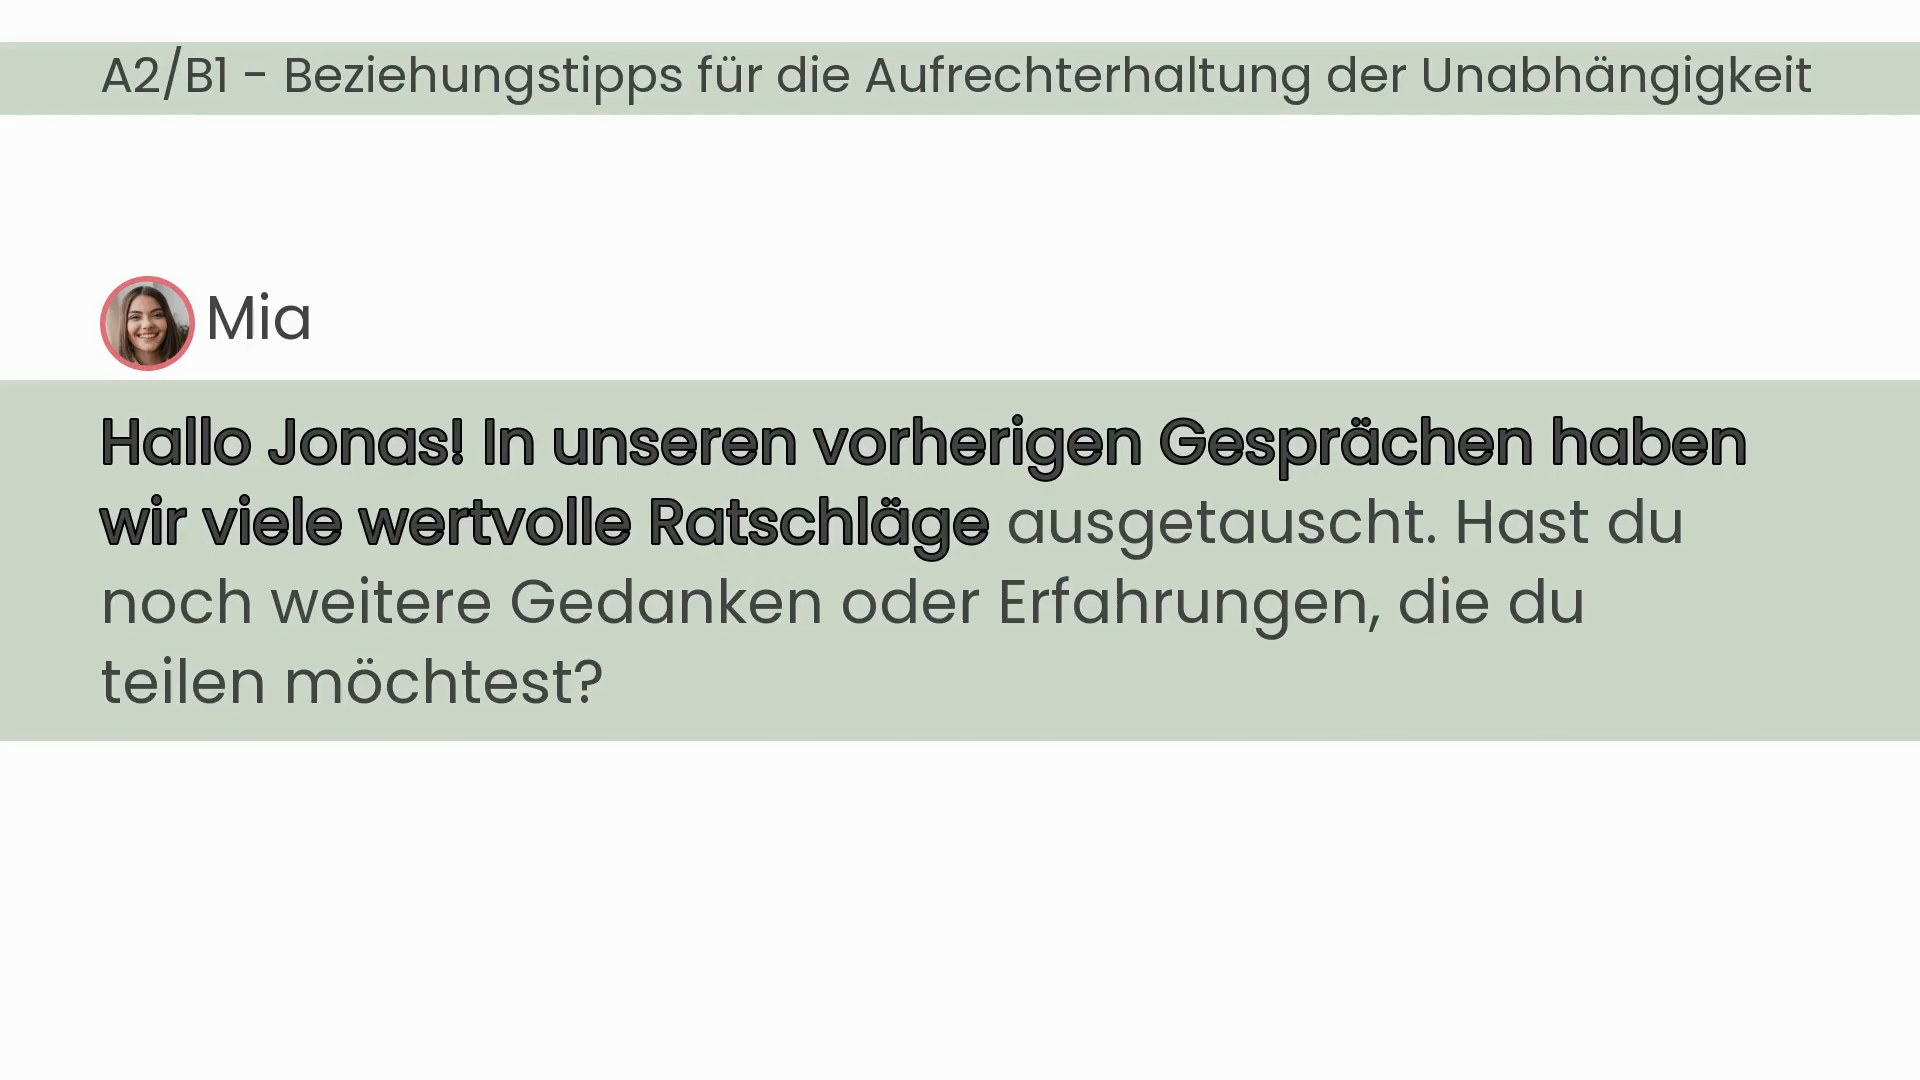 A2/B1 - Beziehungstipps für die Aufrechterhaltung der Unabhängigkeit
Mia
Hallo Jonas! In unseren vorherigen Gesprächen haben
wir viele wertvolle Ratschläge ausgetauscht. Hast du
noch weitere Gedanken oder Erfahrungen, die du
teilen möchtest?